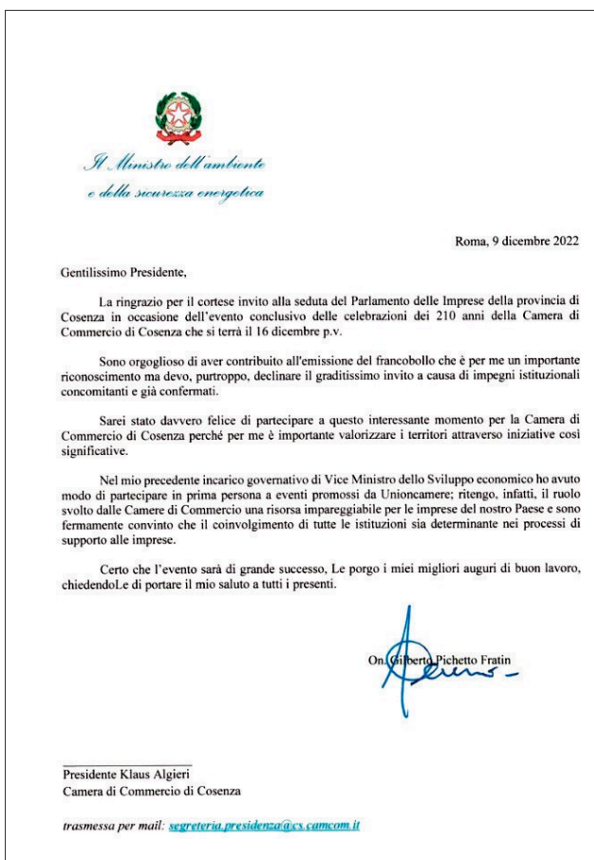 Il Ministro dell'ambiente
e della sicurezza energetica
Roma, 9 dicembre 2022
Gentilissimo Presidente,
La ringrazio per il cortese invito alla seduta del Parlamento delle Imprese della provincia di
Cosenza in occasione dell'evento conclusivo delle celebrazioni dei 210 anni della Camera di
Commercio di Cosenza che si terrà il 16 dicembre p.v.
Sono orgoglioso di aver contribuito all'emissione del francobollo che è per me un importante
riconoscimento ma devo, purtroppo, declinare il graditissimo invito a causa di impegni istituzionali
concomitanti e già confermati.
Sarei stato davvero felice di partecipare a questo interessante momento per la Camera di
Commercio di Cosenza perché per me è importante valorizzare i territori attraverso iniziative così
significative.
Nel mio precedente incarico governativo di Vice Ministro dello Sviluppo economico ho avuto
modo di partecipare in prima persona a eventi promossi da Unioncamere; ritengo, infatti, il ruolo
svolto dalle Camere di Commercio una risorsa impareggiabile per le imprese del nostro Paese e sono
fermamente convinto che il coinvolgimento di tutte le istituzioni sia determinante nei processi di
supporto alle imprese.
Certo che l'evento sarà di grande successo, Le porgo i miei migliori auguri di buon lavoro,
chiedendoLe di portare il mio saluto a tutti i presenti.
On. Gilberto Pichetto Fratin
Presidente Klaus Algieri
Camera di Commercio di Cosenza
trasmessa per mail: segreteria.presidenza@cs.camcom.it